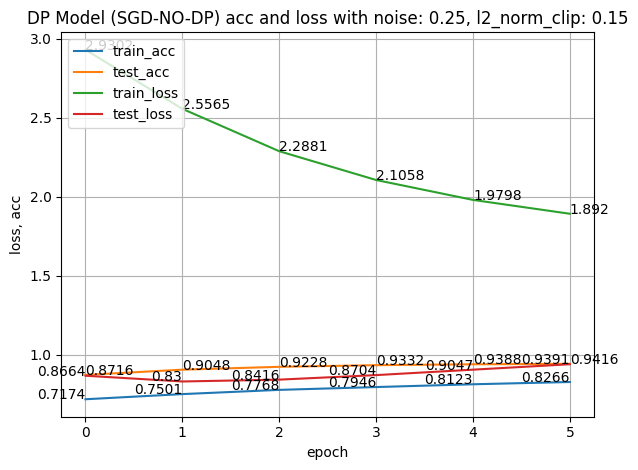 DP Model (SGD-NO-DP) acc and loss with noise: 0.25, l2_norm_clip: 0.15
3.0
2.9302
train_acc
test_acc
train_loss
test_loss
2.5565
2.5
2.2881
2.1058
2.0
1.9798
1.892
1.5
loss, acc
1.0
0.8664 0.8716 0.9048 0.9228 0.9332 0.9388 0.9391 0.9416
0.83 0.8416 0.8704 0.9047
0.7174 0.7501 0.7768 0.7946 0.8123 0.8266
0 1 2 3 4 5
epoch